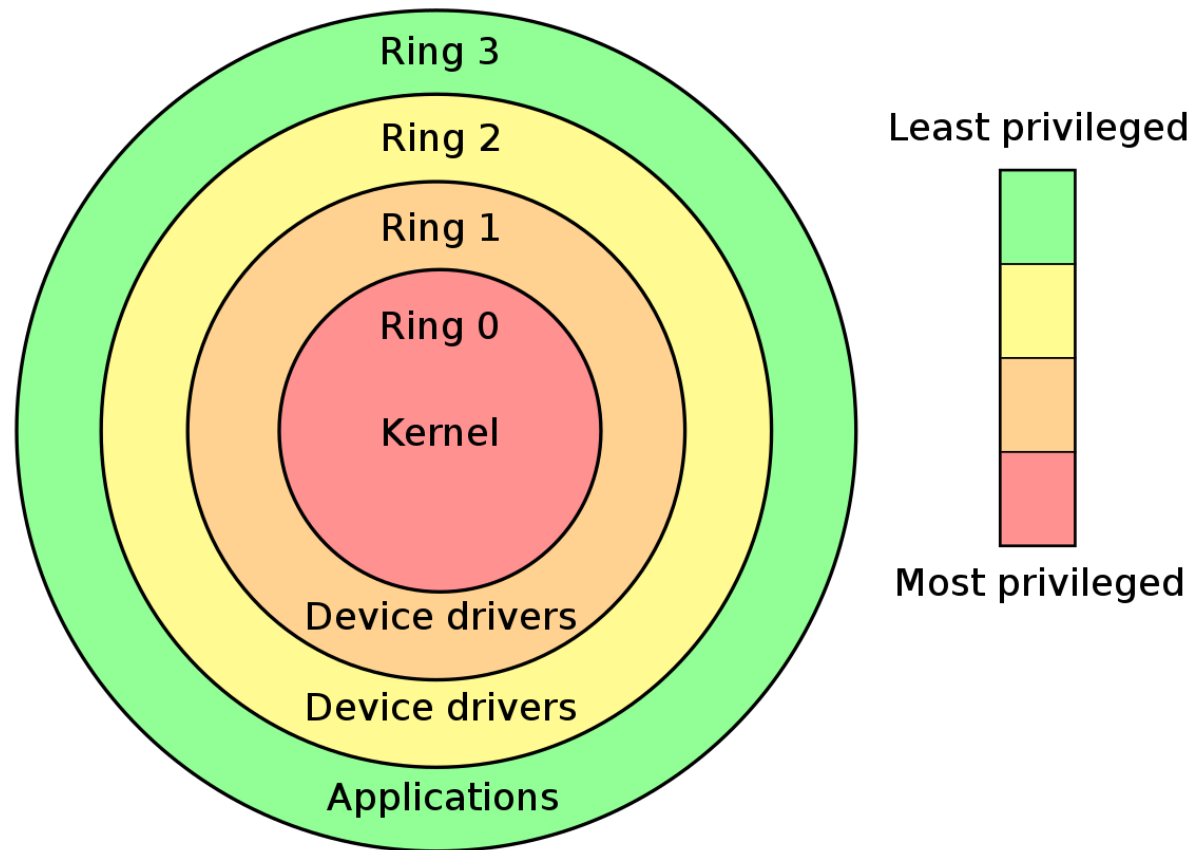 Ring 3
Ring 2
Ring 1
Ring 0
Kernel
Device drivers
Device drivers
Applications
Least privileged
Most privileged